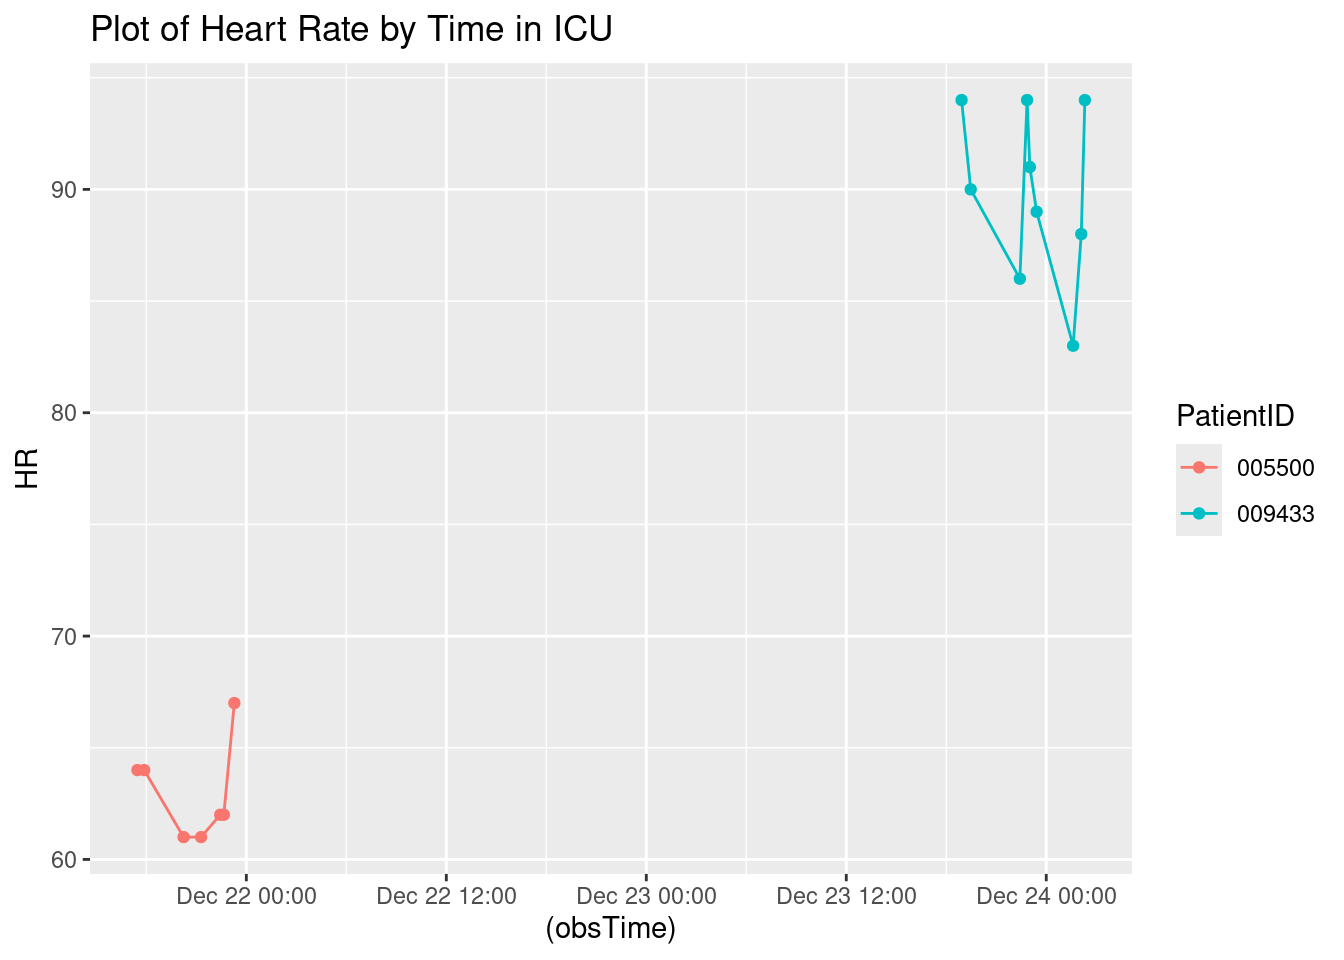 Plot of Heart Rate by Time in ICU
HR
90
80
70
60
Dec 22 00:00 Dec 22 12:00 Dec 23 00:00 Dec 23 12:00 Dec 24 00:00
(obsTime)
PatientID
005500
009433